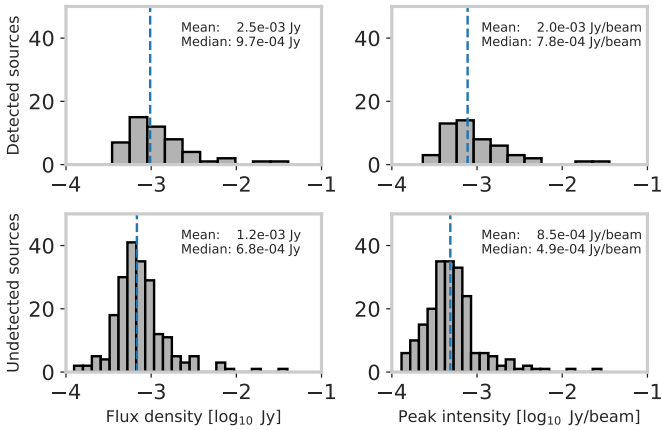 Detected sources
40
20
0
−4
−3
−2
−1
Mean: 2.5e-03 Jy
Median: 9.7e-04 Jy
40
20
0
−4
−3
−2
−1
Mean: 2.0e-03 Jy/beam
Median: 7.8e-04 Jy/beam
Undetected sources
40
20
0
−4
−3
−2
−1
Mean: 1.2e-03 Jy
Median: 6.8e-04 Jy
Flux density [log₁₀ Jy]
40
20
0
−4
−3
−2
−1
Mean: 8.5e-04 Jy/beam
Median: 4.9e-04 Jy/beam
Peak intensity [log₁₀ Jy/beam]